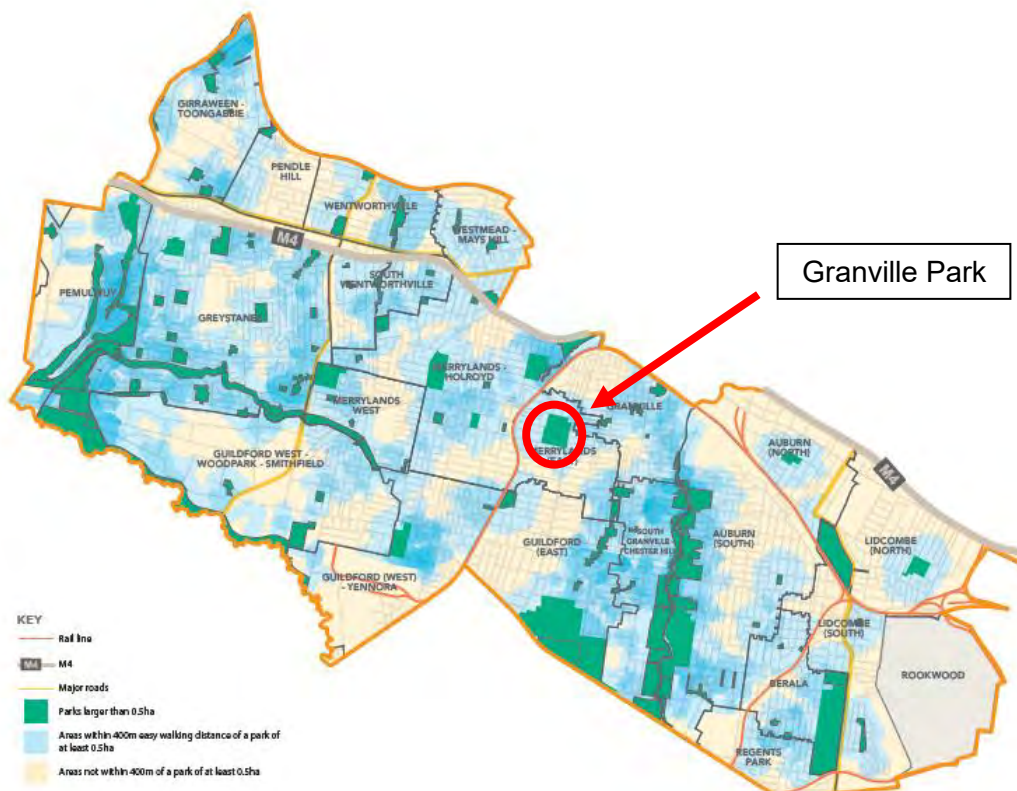 GIRRAWEEN -
TOONGABBIE
PENDLE
HILL
WENTWORTHVILLE
WESTMEAD -
MAYS HILL
M4
SOUTH
WENTWORTHVILLE
PEMULWUY
GREYSTANES
Granville Park
MERRYLANDS -
HOLROYD
MERRYLANDS
WEST
GRANVILLE
MERRYLANDS
(EAST)
AUBURN
(NORTH)
M4
GUILDFORD WEST -
WOODPARK - SMITHFIELD
GUILDFORD
(EAST)
SOUTH
GRANVILLE -
CHESTER HILL
AUBURN
(SOUTH)
LIDCOMBE
(NORTH)
GUILDFORD (WEST)
- YENNORA
LIDCOMBE
(SOUTH)
ROOKWOOD
BERALA
REGENTS
PARK
KEY
Rail line
M4 M4
Major roads
Parks larger than 0.5ha
Areas within 400m easy walking distance of a park of
at least 0.5ha
Areas not within 400m of a park of at least 0.5ha